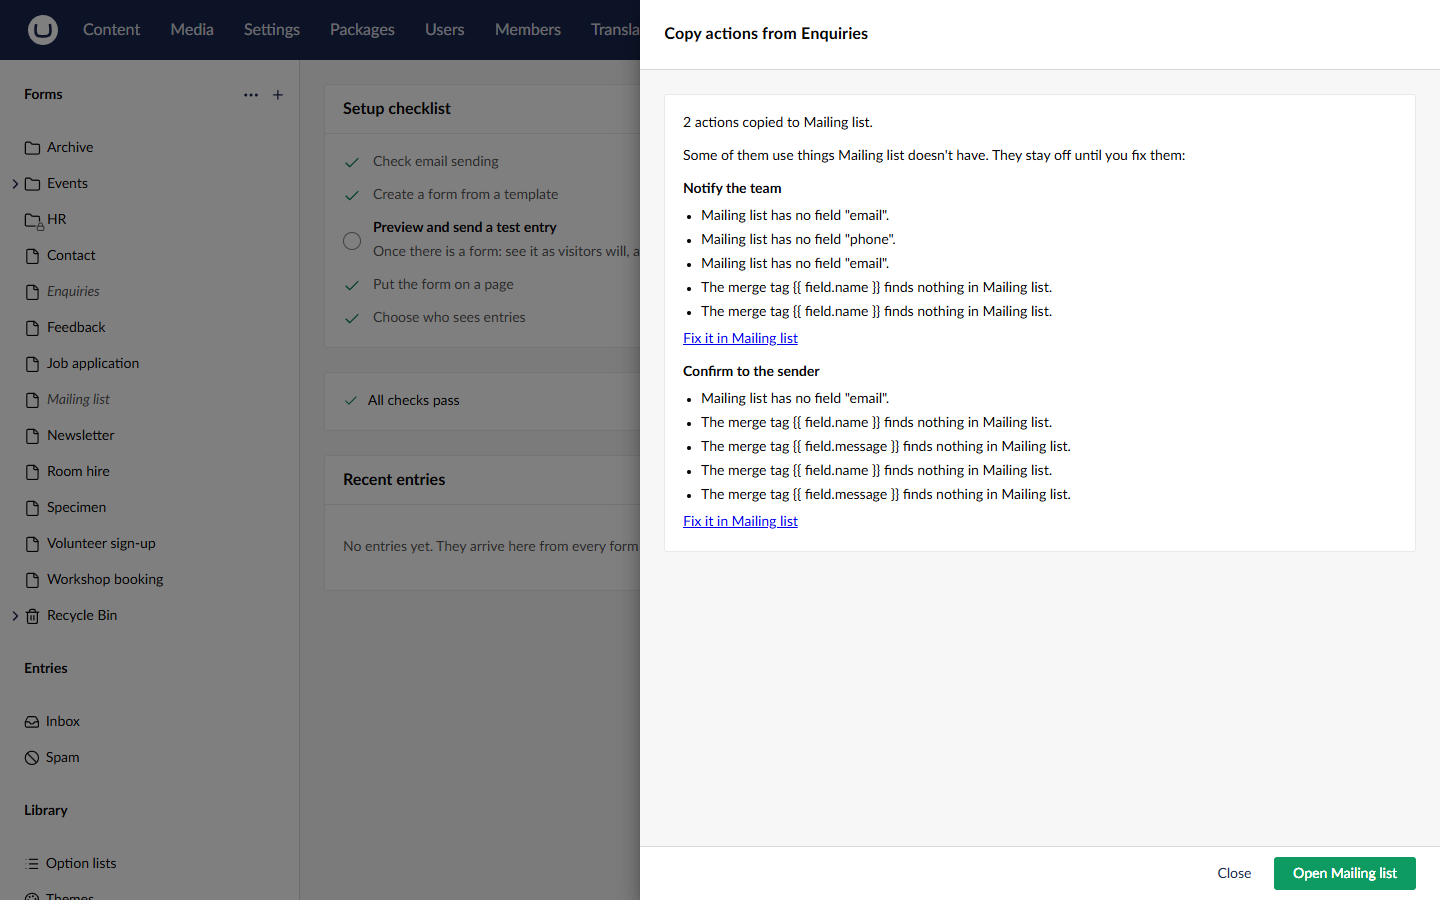 Content
Media
Settings
Packages
Users
Members
Transla
Copy actions from Enquiries
Forms
Archive
Events
HR
Contact
Enquiries
Feedback
Job application
Mailing list
Newsletter
Room hire
Specimen
Volunteer sign-up
Workshop booking
Recycle Bin
Entries
Inbox
Spam
Library
Option lists
Themes
Setup checklist
Check email sending
Create a form from a template
Preview and send a test entry
Once there is a form: see it as visitors will, a
Put the form on a page
Choose who sees entries
All checks pass
Recent entries
No entries yet. They arrive here from every form
2 actions copied to Mailing list.
Some of them use things Mailing list doesn't have. They stay off until you fix them:
Notify the team
Mailing list has no field "email".
Mailing list has no field "phone".
Mailing list has no field "email".
The merge tag {{ field.name }} finds nothing in Mailing list.
The merge tag {{ field.name }} finds nothing in Mailing list.
Fix it in Mailing list
Confirm to the sender
Mailing list has no field "email".
The merge tag {{ field.name }} finds nothing in Mailing list.
The merge tag {{ field.message }} finds nothing in Mailing list.
The merge tag {{ field.name }} finds nothing in Mailing list.
The merge tag {{ field.message }} finds nothing in Mailing list.
Fix it in Mailing list
Close
Open Mailing list